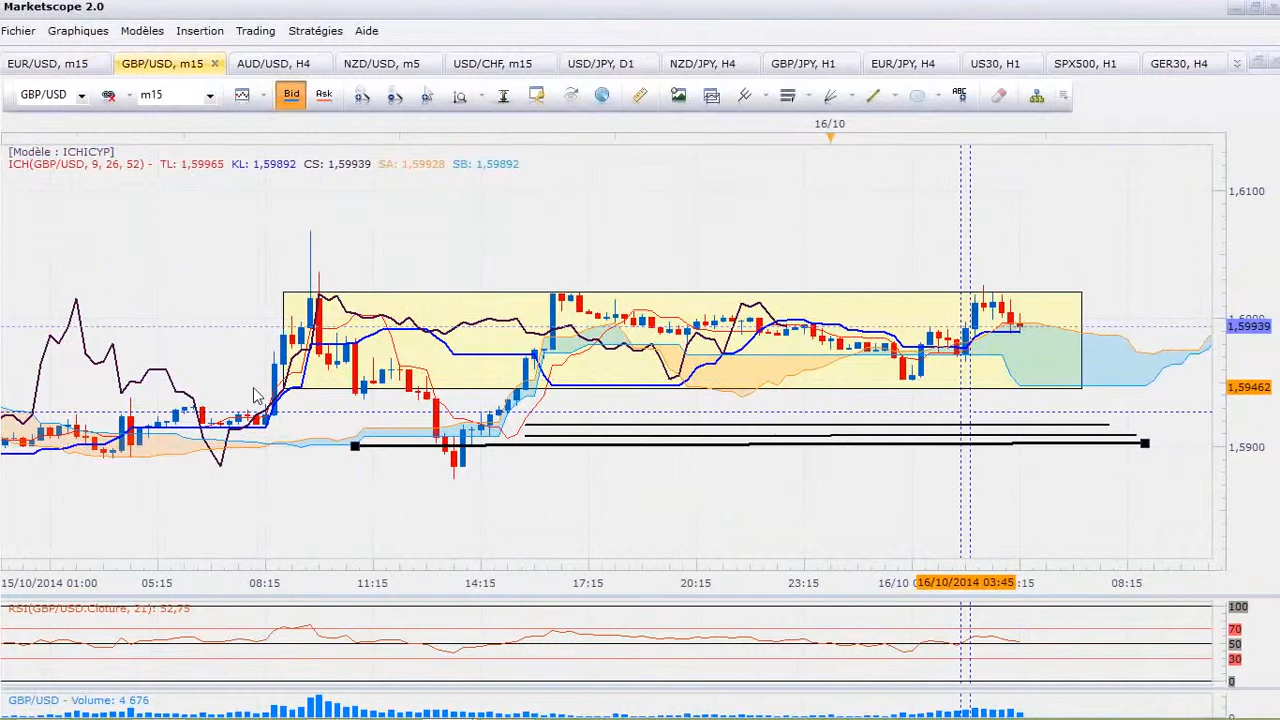 Marketscope 2.0
Fichier Graphiques Modèles Insertion Trading Stratégies Aide
EUR/USD, m15 GBP/USD, m15 AUD/USD, H4 NZD/USD, m5 USD/CHF, m15 USD/JPY, D1 NZD/JPY, H4 GBP/JPY, H1 EUR/JPY, H4 US30, H1 SPX500, H1 GER30, H4
GBP/USD m15 Bid Ask ABC
16/10
[Modèle : ICHICYP]
ICH(GBP/USD, 9, 26, 52) - TL: 1,59965 KL: 1,59892 CS: 1,59939 SA: 1,59928 SB: 1,59892
1,6100
1,59939
1,59462
1,5900
15/10/2014 01:00 05:15 08:15 11:15 14:15 17:15 20:15 23:15 16/10 16/10/2014 03:45 :15 08:15
RSI(GBP/USD.Cloture, 21): 52,75
100
70
50
30
0
GBP/USD - Volume: 4 676